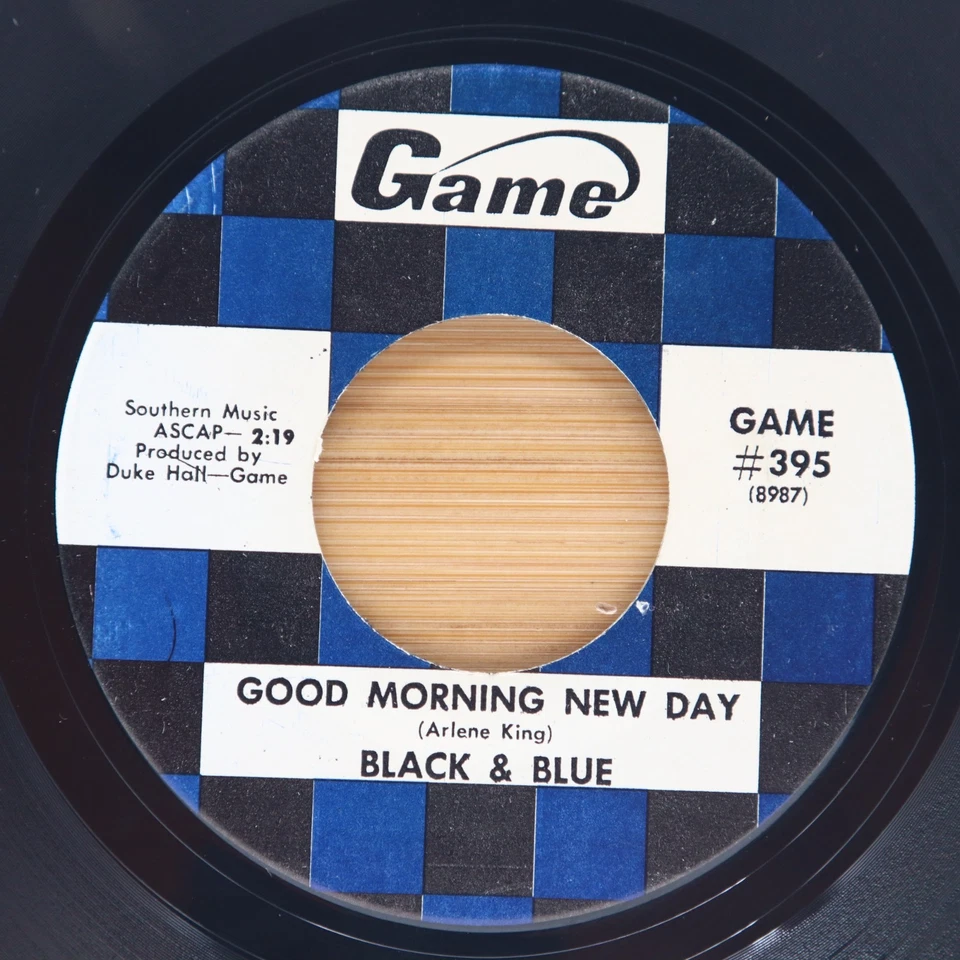 Game
Southern Music
ASCAP— 2:19
Produced by
Duke Hall—Game
GAME
#395
(8987)
GOOD MORNING NEW DAY
(Arlene King)
BLACK & BLUE